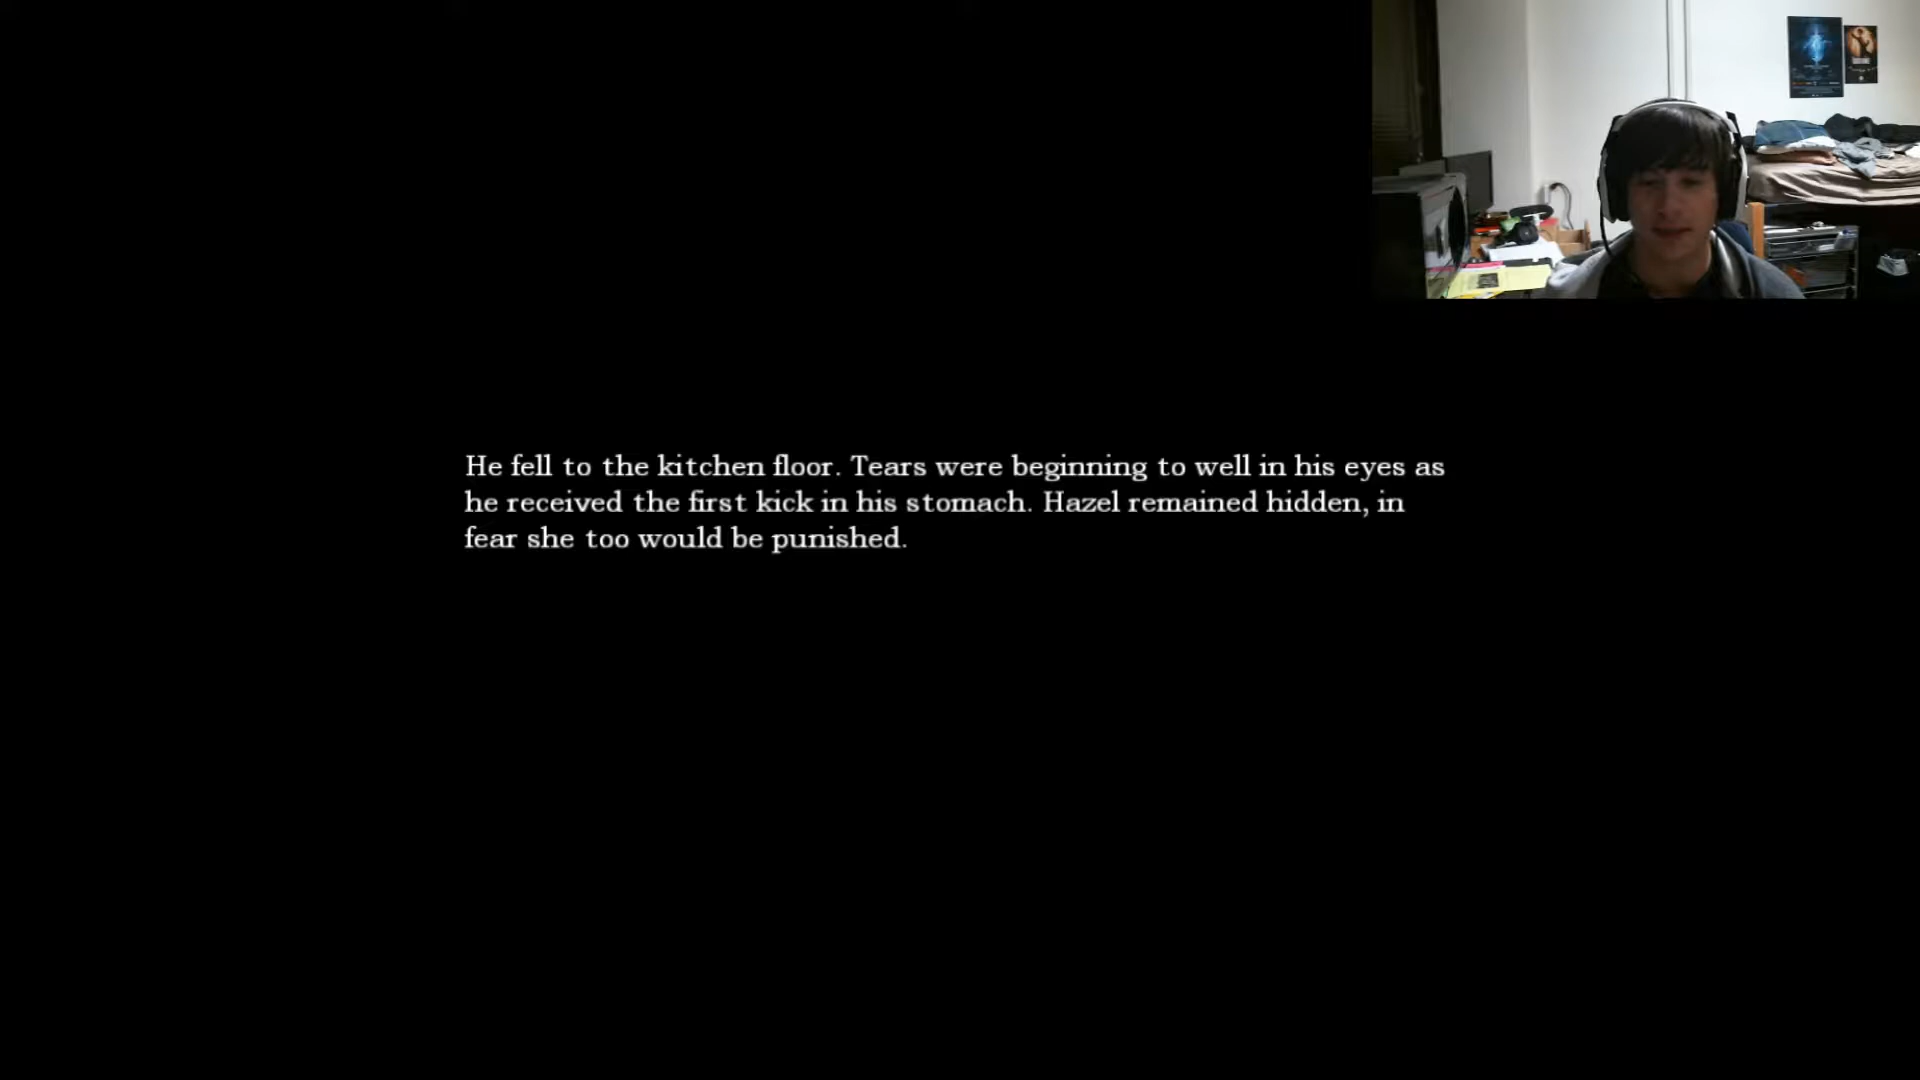 He fell to the kitchen floor. Tears were beginning to well in his eyes as
he received the first kick in his stomach. Hazel remained hidden, in
fear she too would be punished.